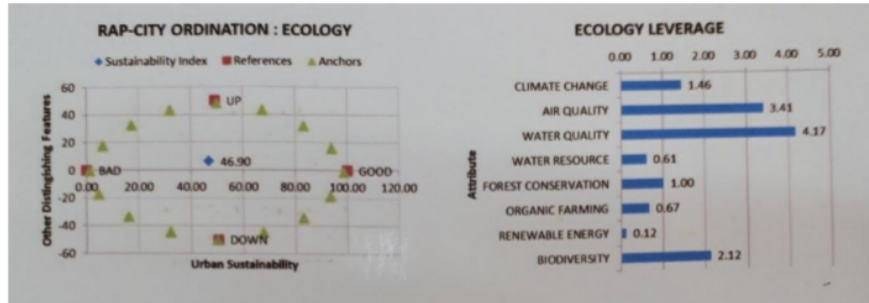 RAP-CITY ORDINATION : ECOLOGY
Sustainability Index References Anchors
Other Distingishing Features
60
40
20
0
-20
-40
-60
UP
46.90
BAD
GOOD
DOWN
0.00 20.00 40.00 60.00 80.00 100.00 120.00
Urban Sustainability
ECOLOGY LEVERAGE
0.00 1.00 2.00 3.00 4.00 5.00
Attribute
CLIMATE CHANGE 1.46
AIR QUALITY 3.41
WATER QUALITY 4.17
WATER RESOURCE 0.61
FOREST CONSERVATION 1.00
ORGANIC FARMING 0.67
RENEWABLE ENERGY 0.12
BIODIVERSITY 2.12